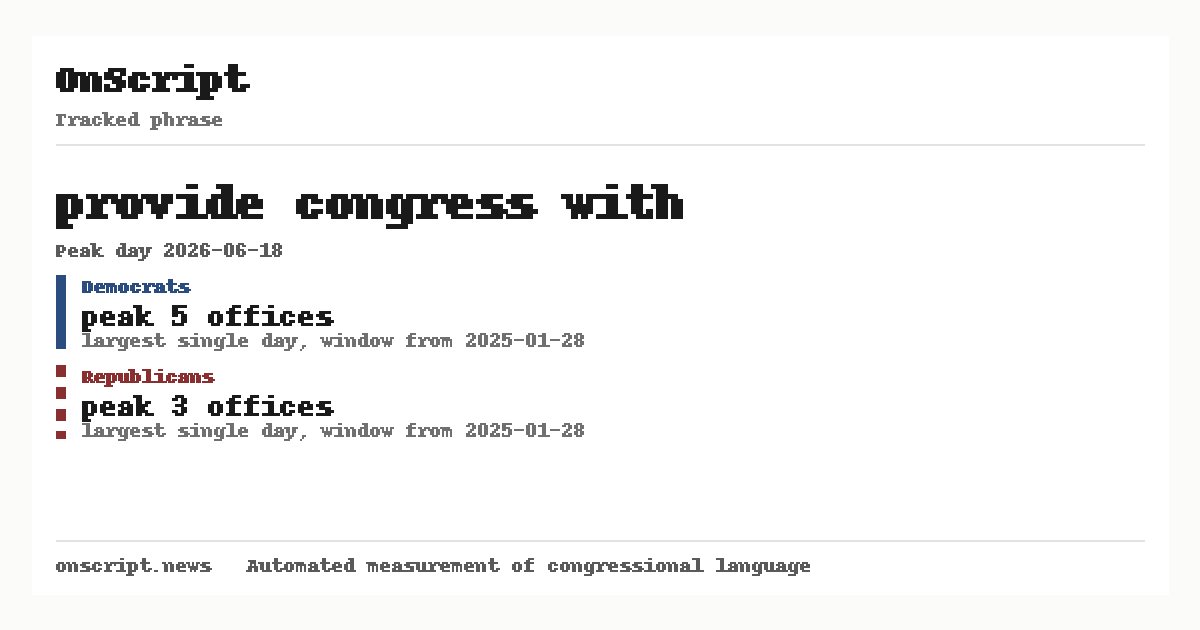 OnScript
Tracked phrase
provide congress with
Peak day 2026-06-18
Democrats
peak 5 offices
largest single day, window from 2025-01-28
Republicans
peak 3 offices
largest single day, window from 2025-01-28
onscript.news Automated measurement of congressional language